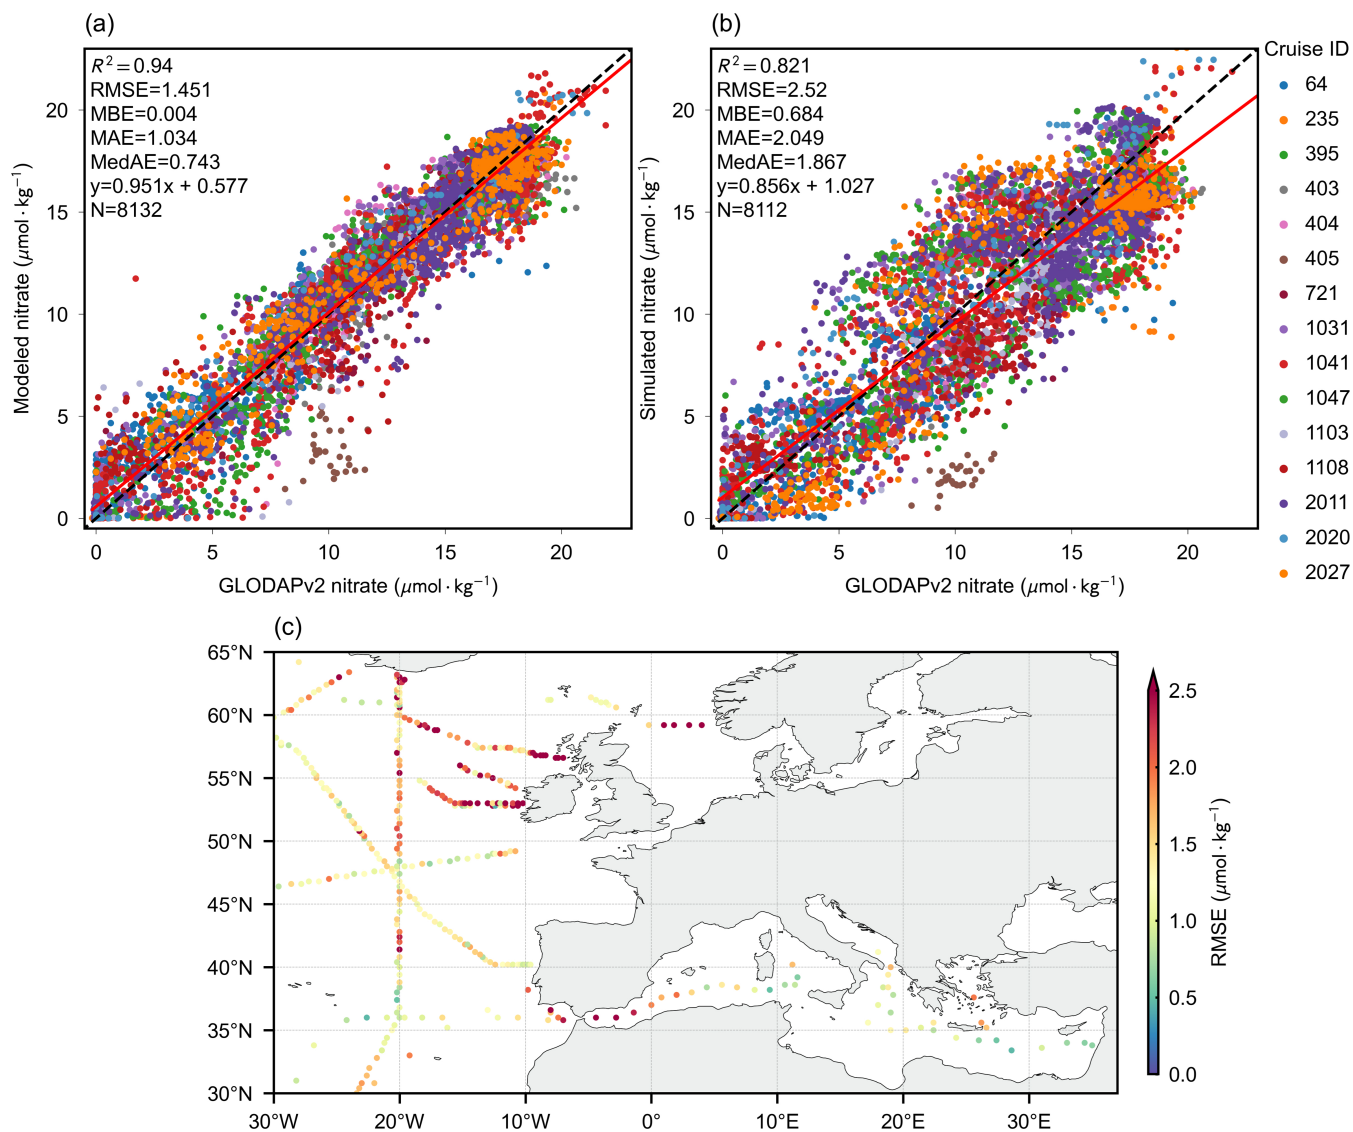 (a)
R² = 0.94
RMSE=1.451
MBE=0.004
MAE=1.034
MedAE=0.743
y=0.951x + 0.577
N=8132
20
15
10
5
0
0 5 10 15 20
Modeled nitrate (μmol · kg⁻¹)
GLODAPv2 nitrate (μmol · kg⁻¹)
(b)
R² = 0.821
RMSE=2.52
MBE=0.684
MAE=2.049
MedAE=1.867
y=0.856x + 1.027
N=8112
20
15
10
5
0
0 5 10 15 20
Simulated nitrate (μmol · kg⁻¹)
GLODAPv2 nitrate (μmol · kg⁻¹)
Cruise ID
64
235
395
403
404
405
721
1031
1041
1047
1103
1108
2011
2020
2027
(c)
65°N
60°N
55°N
50°N
45°N
40°N
35°N
30°N
30°W 20°W 10°W 0° 10°E 20°E 30°E
2.5
2.0
1.5
1.0
0.5
0.0
RMSE (μmol · kg⁻¹)